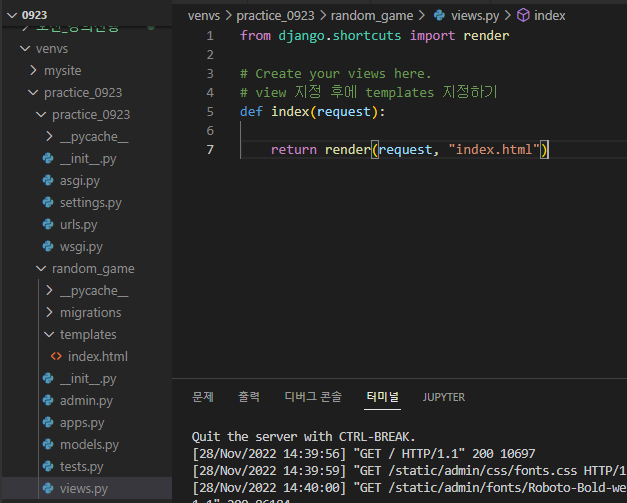 0923
venvs
mysite
practice_0923
practice_0923
__pycache__
__init__.py
asgi.py
settings.py
urls.py
wsgi.py
random_game
__pycache__
migrations
templates
<> index.html
__init__.py
admin.py
apps.py
models.py
tests.py
views.py
venvs > practice_0923 > random_game > views.py > index
1 from django.shortcuts import render
2
3 # Create your views here.
4 # view 지정 후에 templates 지정하기
5 def index(request):
6
7 return render(request, "index.html")
문제 출력 디버그 콘솔 터미널 JUPYTER
Quit the server with CTRL-BREAK.
[28/Nov/2022 14:39:56] "GET / HTTP/1.1" 200 10697
[28/Nov/2022 14:39:59] "GET /static/admin/css/fonts.css HTTP/1
[28/Nov/2022 14:40:00] "GET /static/admin/fonts/Roboto-Bold-we